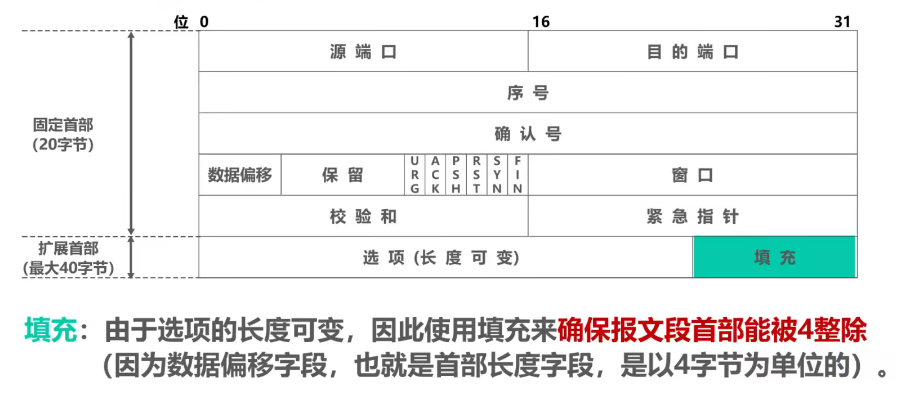 位 0 16 31
源 端 口 目 的 端 口
序 号
固定首部
(20字节)
确 认 号
数据偏移 保 留 URG ACK PSH RST SYN FIN 窗 口
校 验 和 紧 急 指 针
扩展首部
(最大40字节)
选 项 (长 度 可 变) 填 充
填充：由于选项的长度可变，因此使用填充来确保报文段首部能被4整除
（因为数据偏移字段，也就是首部长度字段，是以4字节为单位的）。